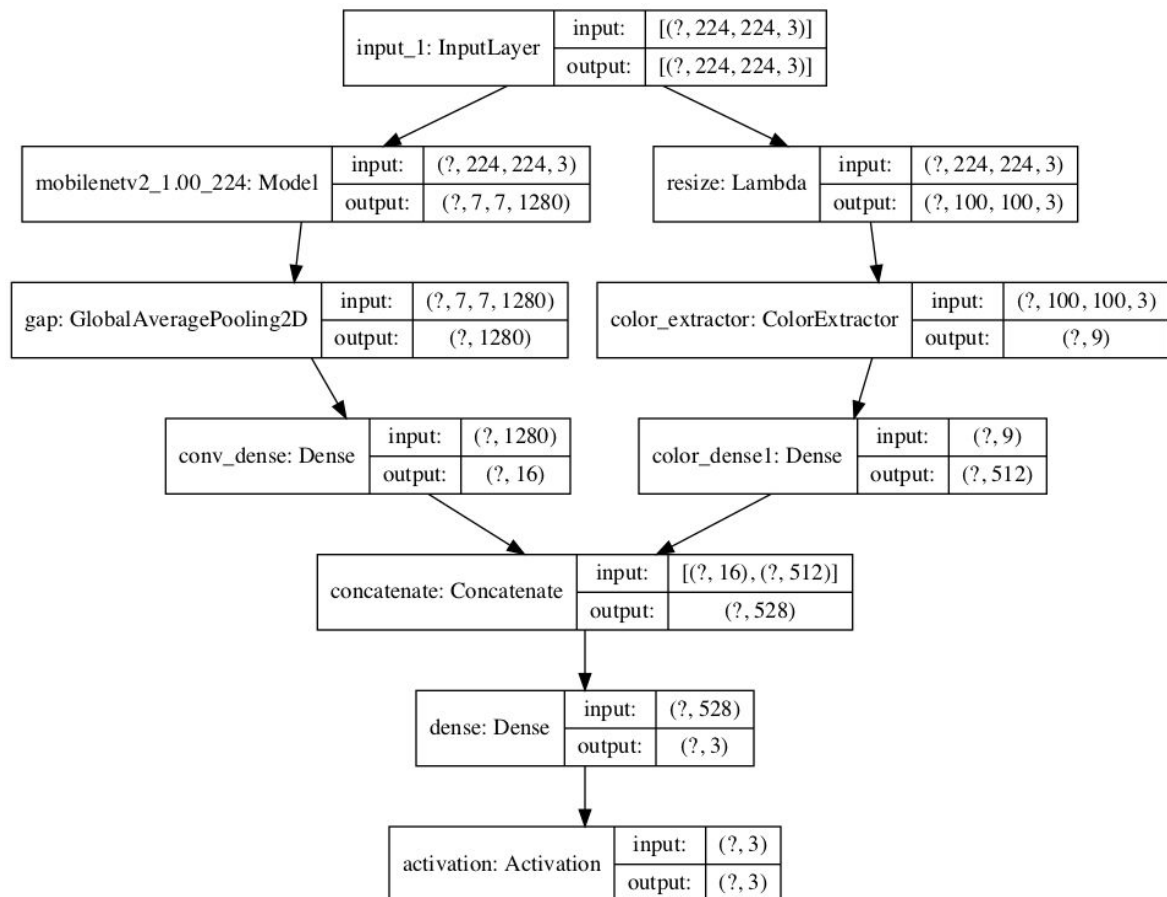 input_1: InputLayer
input: [(?, 224, 224, 3)]
output: [(?, 224, 224, 3)]
mobilenetv2_1.00_224: Model
input: (?, 224, 224, 3)
output: (?, 7, 7, 1280)
resize: Lambda
input: (?, 224, 224, 3)
output: (?, 100, 100, 3)
gap: GlobalAveragePooling2D
input: (?, 7, 7, 1280)
output: (?, 1280)
color_extractor: ColorExtractor
input: (?, 100, 100, 3)
output: (?, 9)
conv_dense: Dense
input: (?, 1280)
output: (?, 16)
color_dense1: Dense
input: (?, 9)
output: (?, 512)
concatenate: Concatenate
input: [(?, 16), (?, 512)]
output: (?, 528)
dense: Dense
input: (?, 528)
output: (?, 3)
activation: Activation
input: (?, 3)
output: (?, 3)